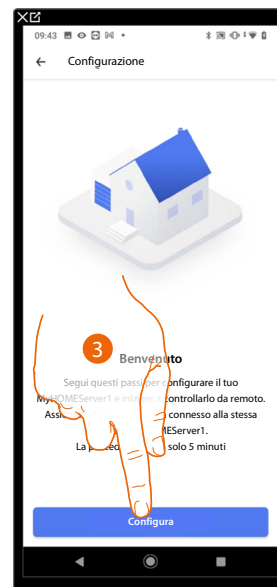 09:43
Configurazione
3
Benvenuto
Segui questi passi per configurare il tuo
MyHOMEServer1 e iniziare a controllarlo da remoto.
connesso alla stessa
La solo 5 minuti
Configura